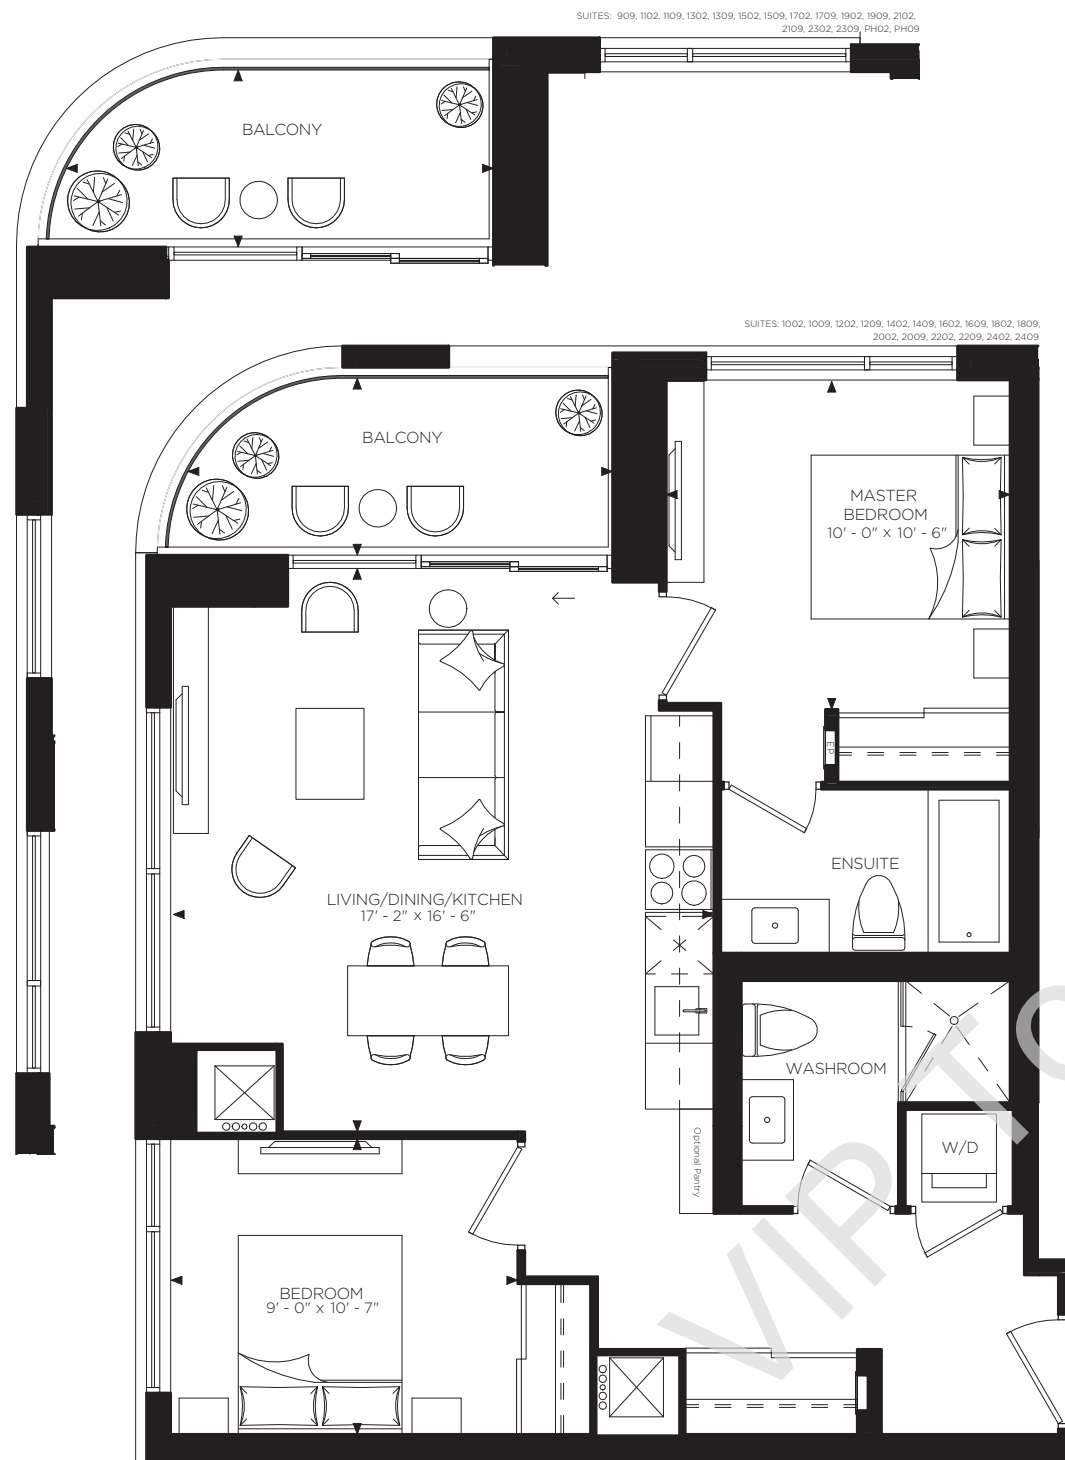 SUITES: 909, 1102, 1109, 1302, 1309, 1502, 1509, 1702, 1709, 1902, 1909, 2102,
2109, 2302, 2309, PH02, PH09
BALCONY
SUITES: 1002, 1009, 1202, 1209, 1402, 1409, 1602, 1609, 1802, 1809,
2002, 2009, 2202, 2209, 2402, 2409
BALCONY
MASTER
BEDROOM
10' - 0" x 10' - 6"
EP
ENSUITE
LIVING/DINING/KITCHEN
17' - 2" x 16' - 6"
WASHROOM
Optional Pantry
W/D
BEDROOM
9' - 0" x 10' - 7"
VIP To